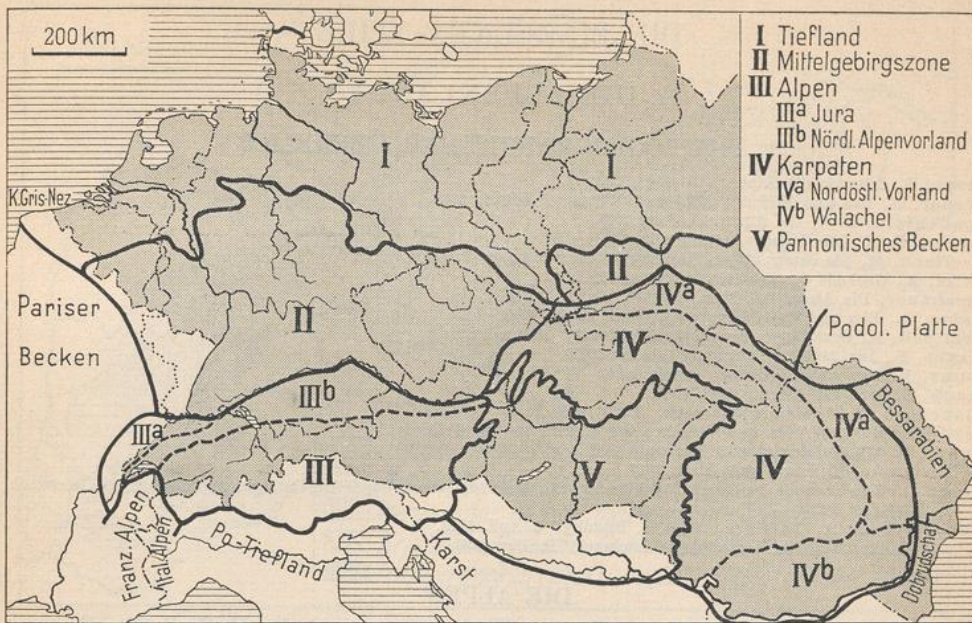 200 km
I Tiefland
II Mittelgebirgszone
III Alpen
IIIa Jura
IIIb Nördl. Alpenvorland
IV Karpaten
IVa Nordöstl. Vorland
IVb Walachei
V Pannonisches Becken
I
I
K.Gris-Nez
II
IVa
Pariser
Becken
II
IV
Podol. Platte
IIIb
IIIa
IVa
Bessarabien
III
V
IV
Franz. Alpen
Ital. Alpen
Po-Tiefland
Karst
IVb
Dobrudscha
DIE ALPEN